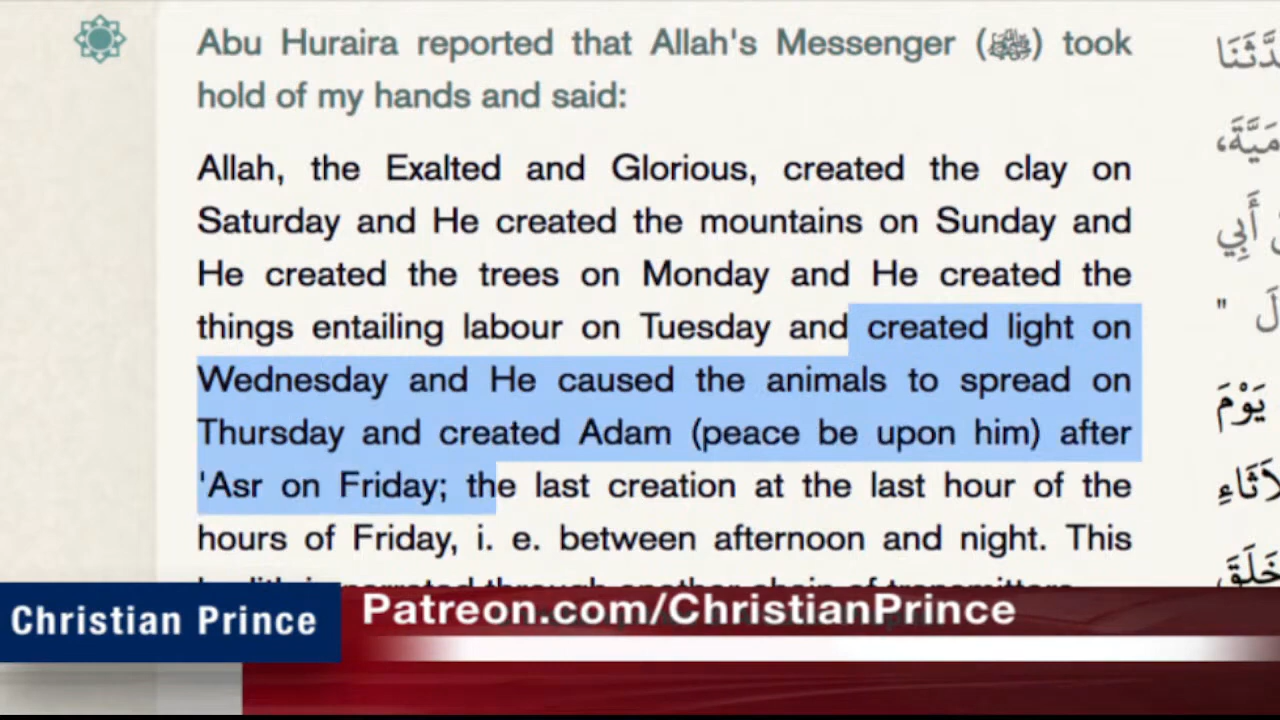 Abu Huraira reported that Allah's Messenger (ﷺ) took
hold of my hands and said:
Allah, the Exalted and Glorious, created the clay on
Saturday and He created the mountains on Sunday and
He created the trees on Monday and He created the
things entailing labour on Tuesday and created light on
Wednesday and He caused the animals to spread on
Thursday and created Adam (peace be upon him) after
'Asr on Friday; the last creation at the last hour of the
hours of Friday, i. e. between afternoon and night. This
يَوْمَ
خَلَقَ
Christian Prince
Patreon.com/ChristianPrince